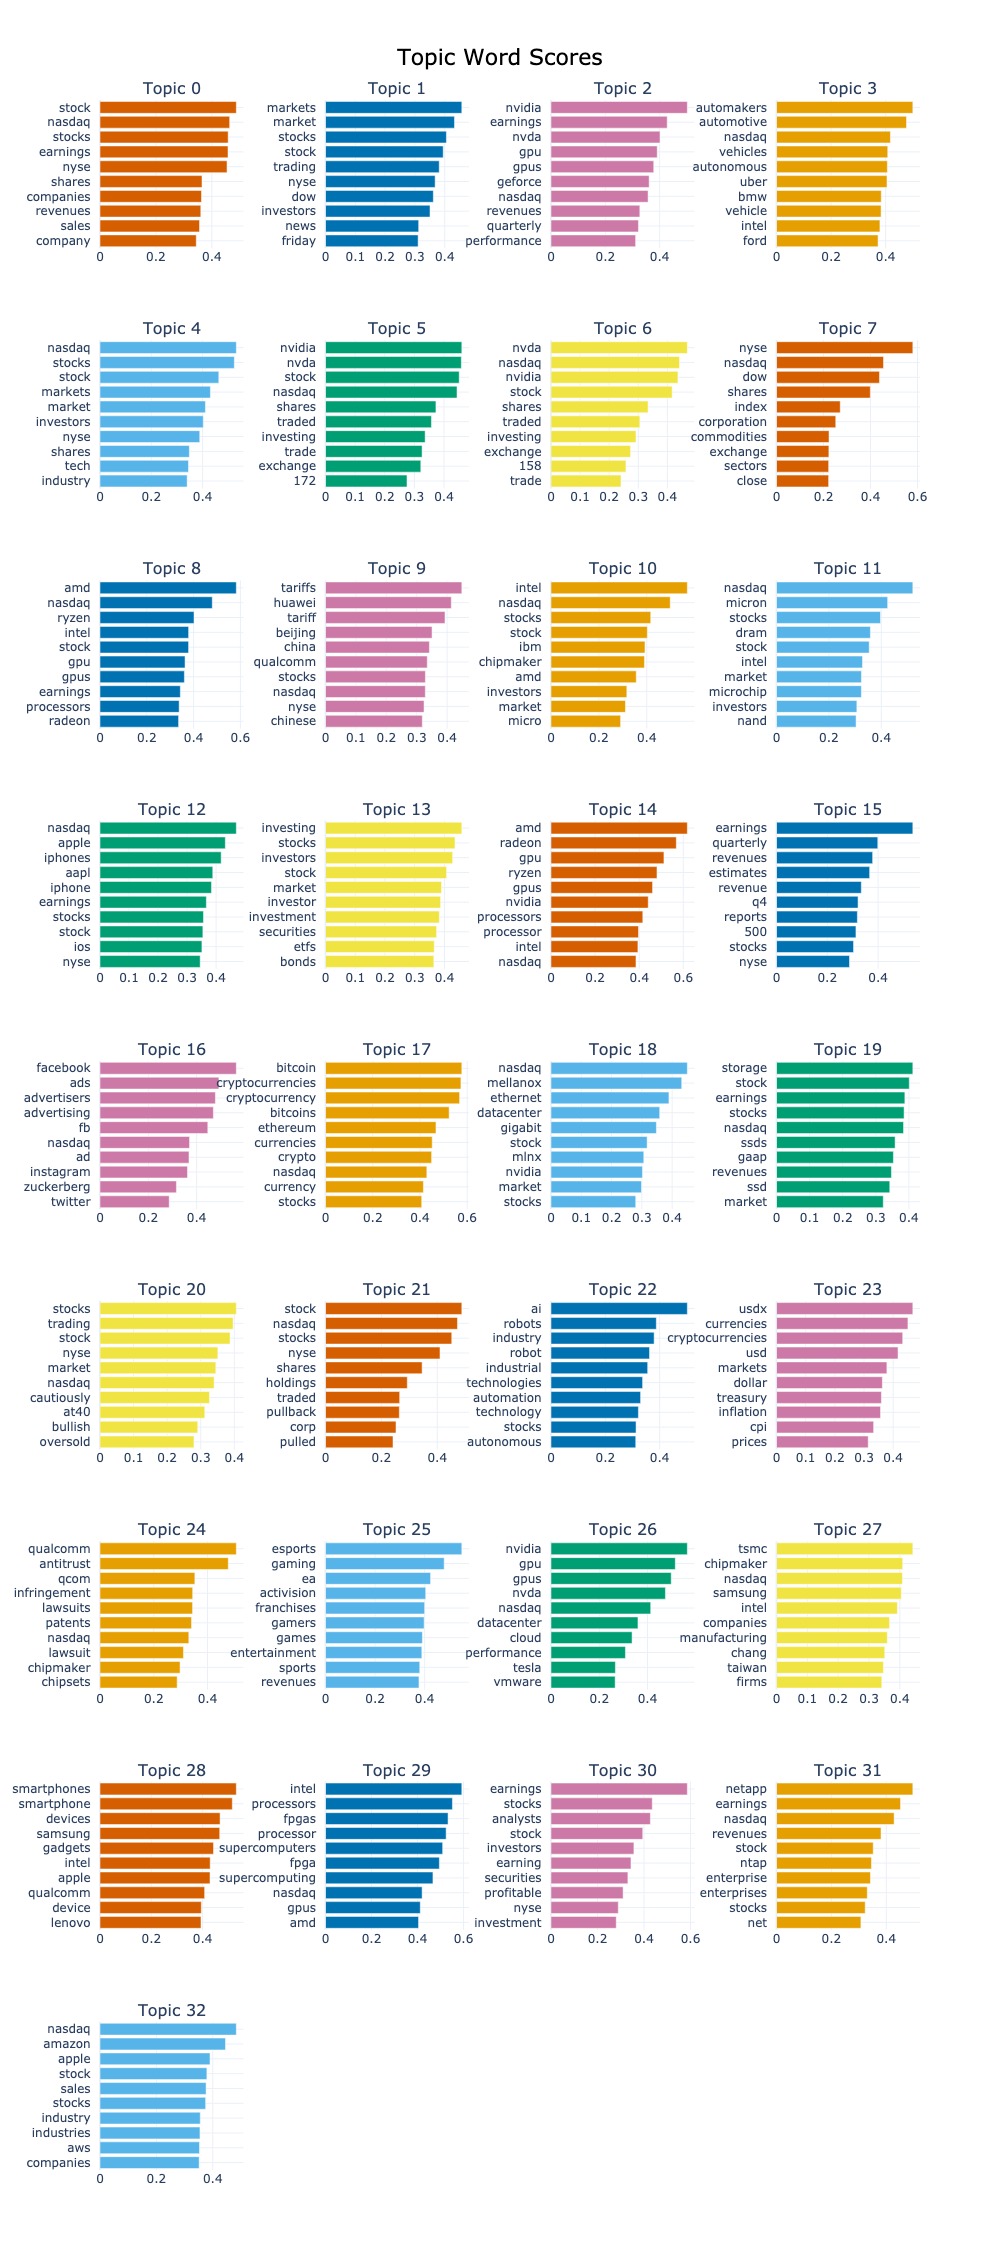 Topic Word Scores
Topic 0
stock
nasdaq
stocks
earnings
nyse
shares
companies
revenues
sales
company
0 0.2 0.4
Topic 1
markets
market
stocks
stock
trading
nyse
dow
investors
news
friday
0 0.1 0.2 0.3 0.4
Topic 2
nvidia
earnings
nvda
gpu
gpus
geforce
nasdaq
revenues
quarterly
performance
0 0.2 0.4
Topic 3
automakers
automotive
nasdaq
vehicles
autonomous
uber
bmw
vehicle
intel
ford
0 0.2 0.4
Topic 4
nasdaq
stocks
stock
markets
market
investors
nyse
shares
tech
industry
0 0.2 0.4
Topic 5
nvidia
nvda
stock
nasdaq
shares
traded
investing
trade
exchange
172
0 0.1 0.2 0.3 0.4
Topic 6
nvda
nasdaq
nvidia
stock
shares
traded
investing
exchange
158
trade
0 0.1 0.2 0.3 0.4
Topic 7
nyse
nasdaq
dow
shares
index
corporation
commodities
exchange
sectors
close
0 0.2 0.4 0.6
Topic 8
amd
nasdaq
ryzen
intel
stock
gpu
gpus
earnings
processors
radeon
0 0.2 0.4 0.6
Topic 9
tariffs
huawei
tariff
beijing
china
qualcomm
stocks
nasdaq
nyse
chinese
0 0.1 0.2 0.3 0.4
Topic 10
intel
nasdaq
stocks
stock
ibm
chipmaker
amd
investors
market
micro
0 0.2 0.4
Topic 11
nasdaq
micron
stocks
dram
stock
intel
market
microchip
investors
nand
0 0.2 0.4
Topic 12
nasdaq
apple
iphones
aapl
iphone
earnings
stocks
stock
ios
nyse
0 0.1 0.2 0.3 0.4
Topic 13
investing
stocks
investors
stock
market
investor
investment
securities
etfs
bonds
0 0.1 0.2 0.3 0.4
Topic 14
amd
radeon
gpu
ryzen
gpus
nvidia
processors
processor
intel
nasdaq
0 0.2 0.4 0.6
Topic 15
earnings
quarterly
revenues
estimates
revenue
q4
reports
500
stocks
nyse
0 0.2 0.4
Topic 16
facebook
ads
advertisers
advertising
fb
nasdaq
ad
instagram
zuckerberg
twitter
0 0.2 0.4
Topic 17
bitcoin
cryptocurrencies
cryptocurrency
bitcoins
ethereum
currencies
crypto
nasdaq
currency
stocks
0 0.2 0.4 0.6
Topic 18
nasdaq
mellanox
ethernet
datacenter
gigabit
stock
mlnx
nvidia
market
stocks
0 0.1 0.2 0.3 0.4
Topic 19
storage
stock
earnings
stocks
nasdaq
ssds
gaap
revenues
ssd
market
0 0.1 0.2 0.3 0.4
Topic 20
stocks
trading
stock
nyse
market
nasdaq
cautiously
at40
bullish
oversold
0 0.1 0.2 0.3 0.4
Topic 21
stock
nasdaq
stocks
nyse
shares
holdings
traded
pullback
corp
pulled
0 0.2 0.4
Topic 22
ai
robots
industry
robot
industrial
technologies
automation
technology
stocks
autonomous
0 0.2 0.4
Topic 23
usdx
currencies
cryptocurrencies
usd
markets
dollar
treasury
inflation
cpi
prices
0 0.1 0.2 0.3 0.4
Topic 24
qualcomm
antitrust
qcom
infringement
lawsuits
patents
nasdaq
lawsuit
chipmaker
chipsets
0 0.2 0.4
Topic 25
esports
gaming
ea
activision
franchises
gamers
games
entertainment
sports
revenues
0 0.2 0.4
Topic 26
nvidia
gpu
gpus
nvda
nasdaq
datacenter
cloud
performance
tesla
vmware
0 0.2 0.4
Topic 27
tsmc
chipmaker
nasdaq
samsung
intel
companies
manufacturing
chang
taiwan
firms
0 0.1 0.2 0.3 0.4
Topic 28
smartphones
smartphone
devices
samsung
gadgets
intel
apple
qualcomm
device
lenovo
0 0.2 0.4
Topic 29
intel
processors
fpgas
processor
supercomputers
fpga
supercomputing
nasdaq
gpus
amd
0 0.2 0.4 0.6
Topic 30
earnings
stocks
analysts
stock
investors
earning
securities
profitable
nyse
investment
0 0.2 0.4 0.6
Topic 31
netapp
earnings
nasdaq
revenues
stock
ntap
enterprise
enterprises
stocks
net
0 0.2 0.4
Topic 32
nasdaq
amazon
apple
stock
sales
stocks
industry
industries
aws
companies
0 0.2 0.4